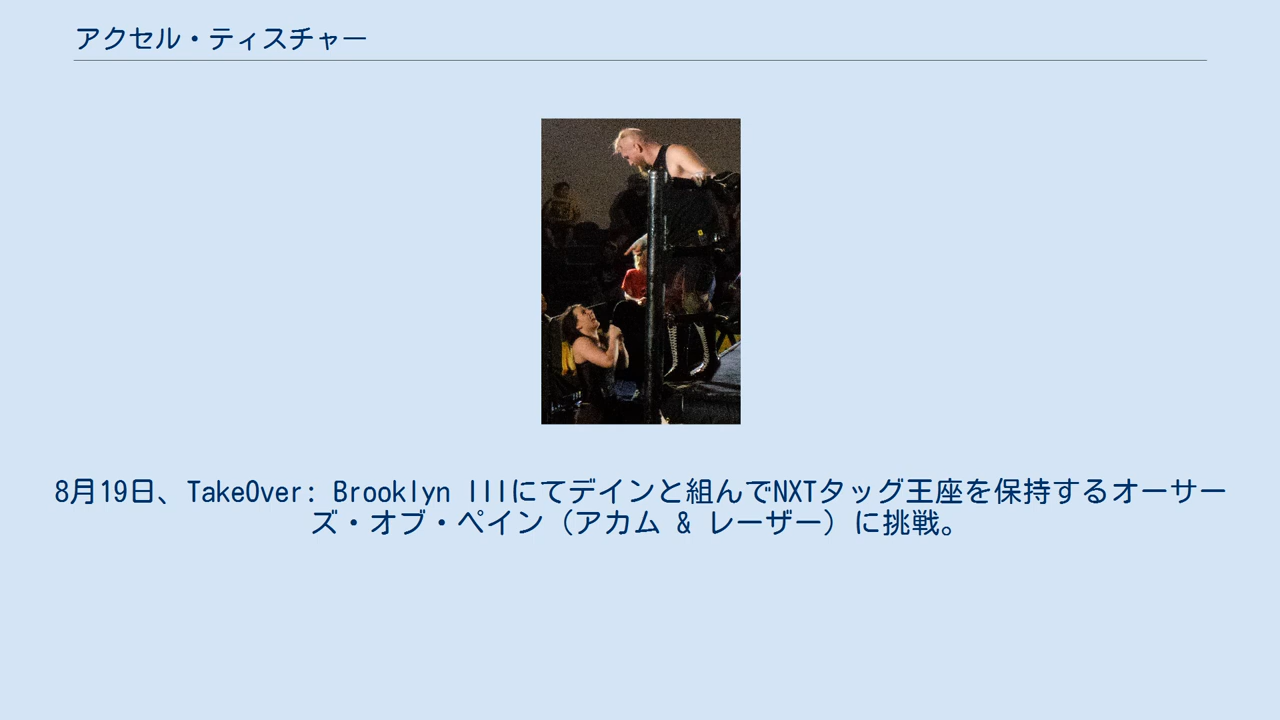 アクセル・ティスチャー
8月19日、TakeOver: Brooklyn IIIにてデインと組んでNXTタッグ王座を保持するオーサー
ズ・オブ・ペイン（アカム & レーザー）に挑戦。